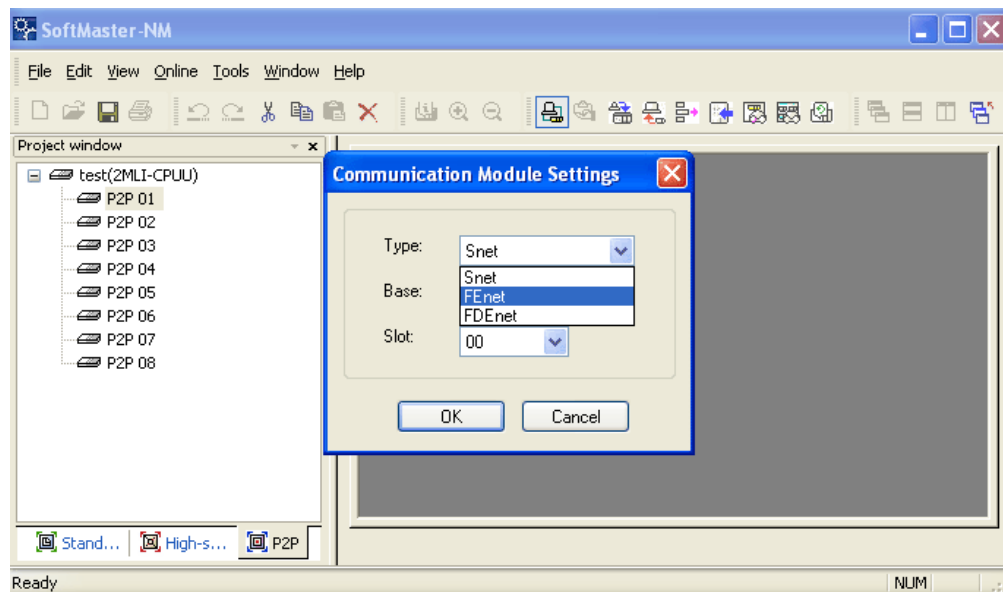 SoftMaster-NM
File Edit View Online Tools Window Help
Project window
test(2MLI-CPUU)
P2P 01
P2P 02
P2P 03
P2P 04
P2P 05
P2P 06
P2P 07
P2P 08
Communication Module Settings
Type: Snet
Snet
Base: FEnet
FDEnet
Slot: 00
OK Cancel
Stand... High-s... P2P
Ready NUM